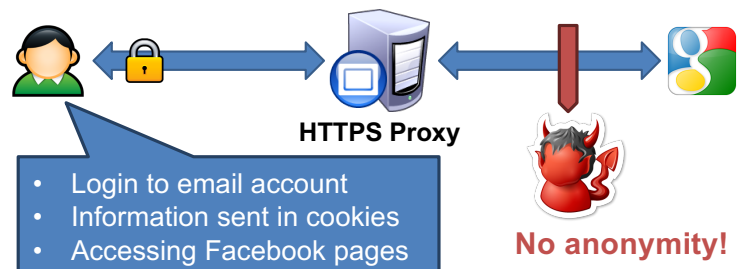 HTTPS Proxy
• Login to email account
• Information sent in cookies
• Accessing Facebook pages
No anonymity!